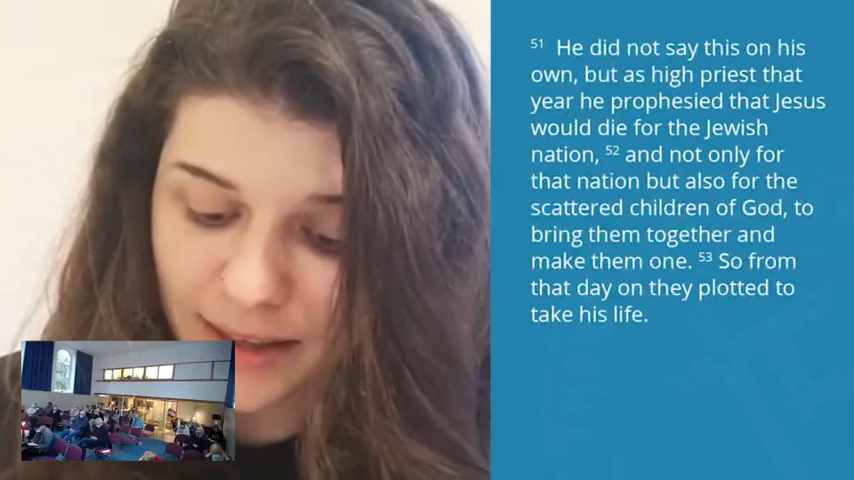 51 He did not say this on his
own, but as high priest that
year he prophesied that Jesus
would die for the Jewish
nation, 52 and not only for
that nation but also for the
scattered children of God, to
bring them together and
make them one. 53 So from
that day on they plotted to
take his life.